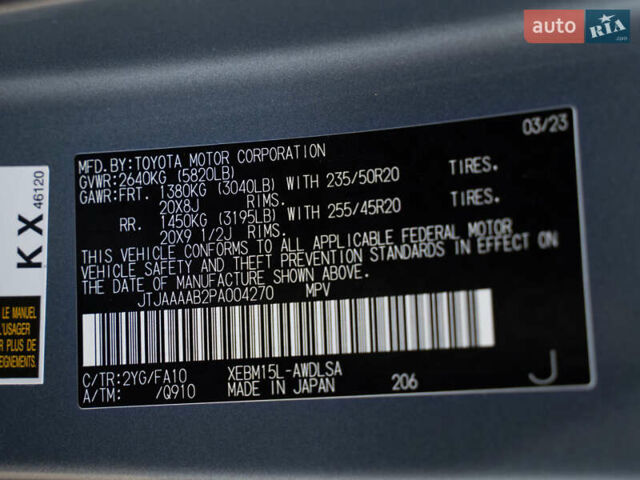 auto RIA .com
03/23
MFD.BY:TOYOTA MOTOR CORPORATION
GVWR:2640KG (5820LB)
GAWR:FRT. 1380KG (3040LB) WITH 235/50R20 TIRES.
20X8J RIMS.
RR. 1450KG (3195LB) WITH 255/45R20 TIRES.
20X9 1/2J RIMS.
THIS VEHICLE CONFORMS TO ALL APPLICABLE FEDERAL MOTOR
VEHICLE SAFETY AND THEFT PREVENTION STANDARDS IN EFFECT ON
THE DATE OF MANUFACTURE SHOWN ABOVE.
JTJAAAAB2PA004270 MPV
C/TR:2YG/FA10 XEBM15L-AWDLSA
A/TM: /Q910 MADE IN JAPAN 206 J
KX 46120
LE MANUEL
L'USAGER
PLUS DE